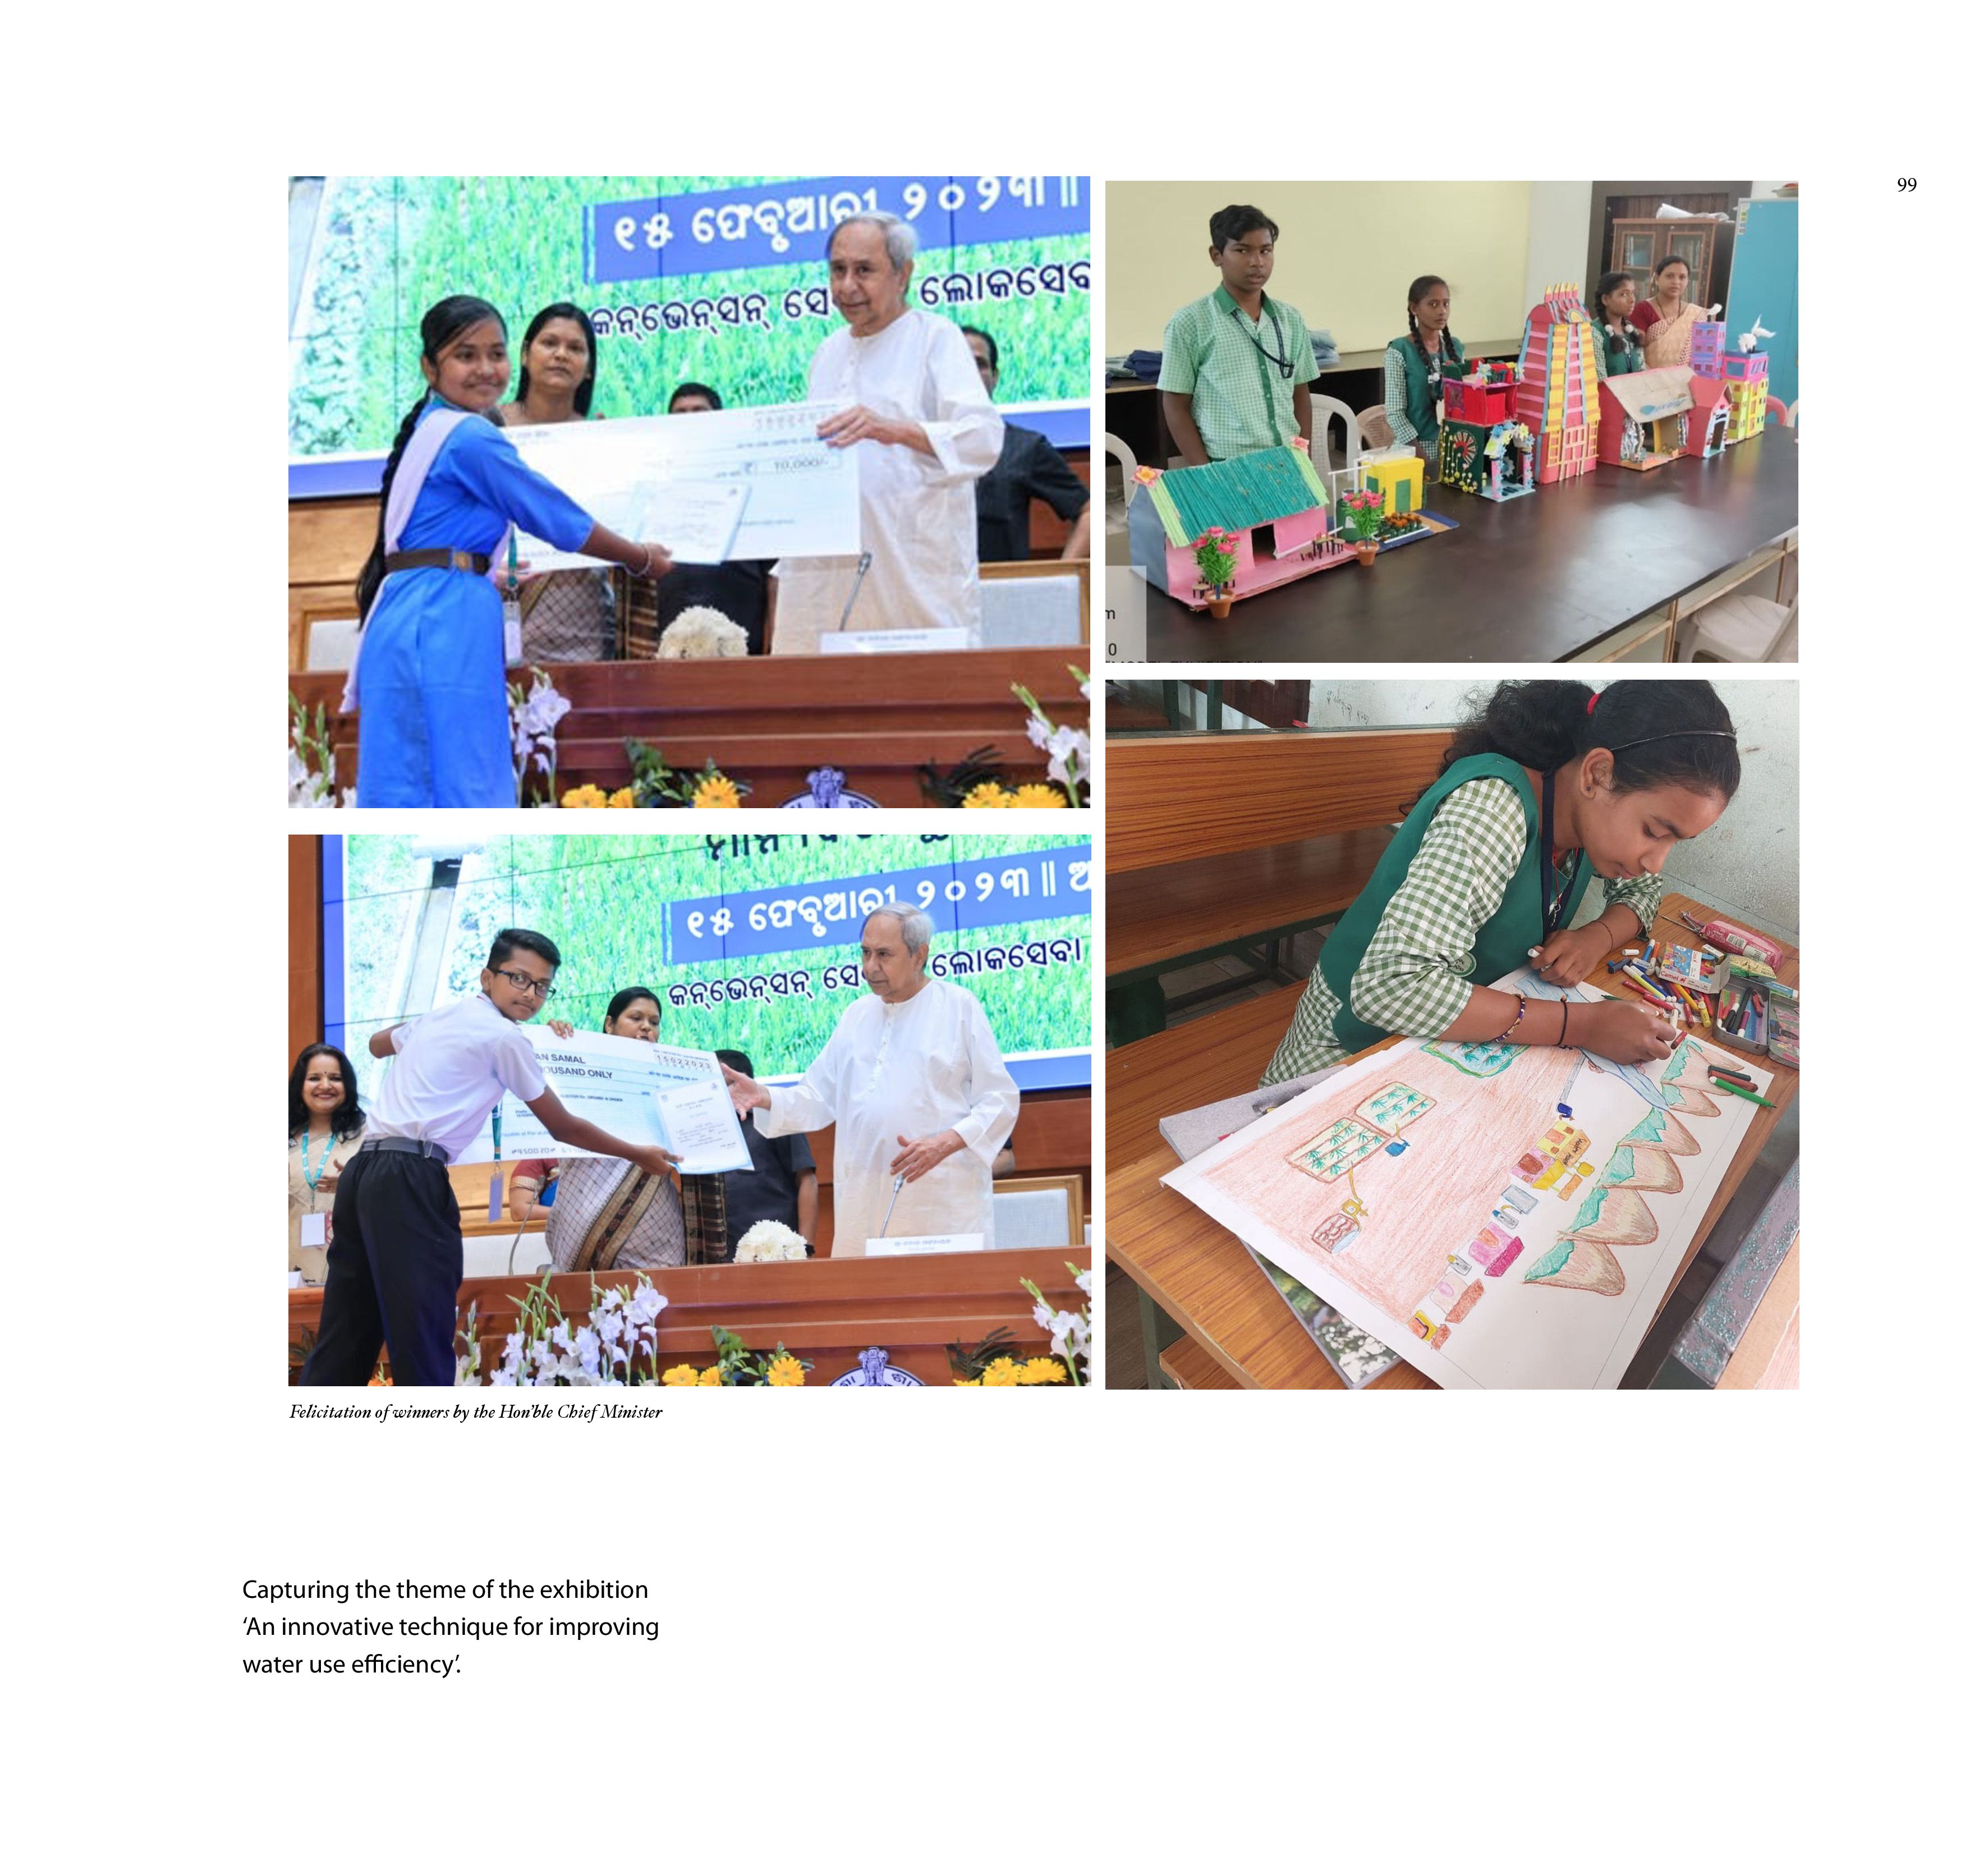 99
୧୫ ଫେବୃଆରୀ ୨୦୨୩ ||
କନ୍‌ଭେନ୍‌ସନ୍ ସେ
ଲୋକସେବ
10,000/-
m
0
୧୫ ଫେବୃଆରୀ ୨୦୨୩ || ଅ
କନ୍‌ଭେନ୍‌ସନ୍ ସେ
ଲୋକସେବା
AN SAMAL
OUSAND ONLY
15022023
Felicitation of winners by the Hon'ble Chief Minister
Capturing the theme of the exhibition
‘An innovative technique for improving
water use efficiency’.